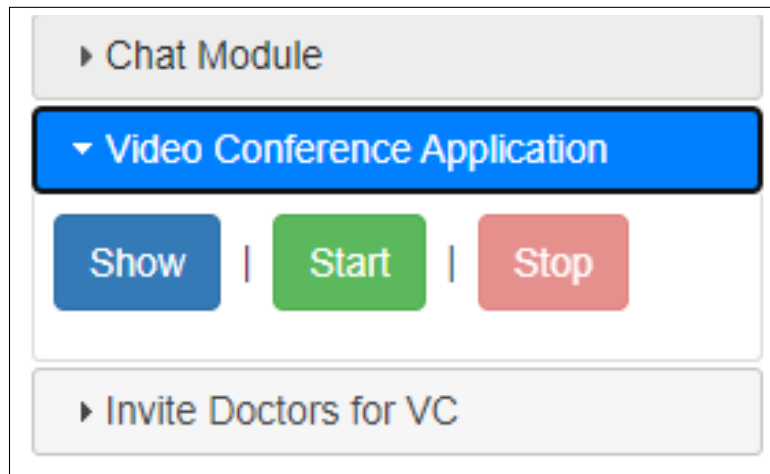 Chat Module
Video Conference Application
Show | Start | Stop
Invite Doctors for VC